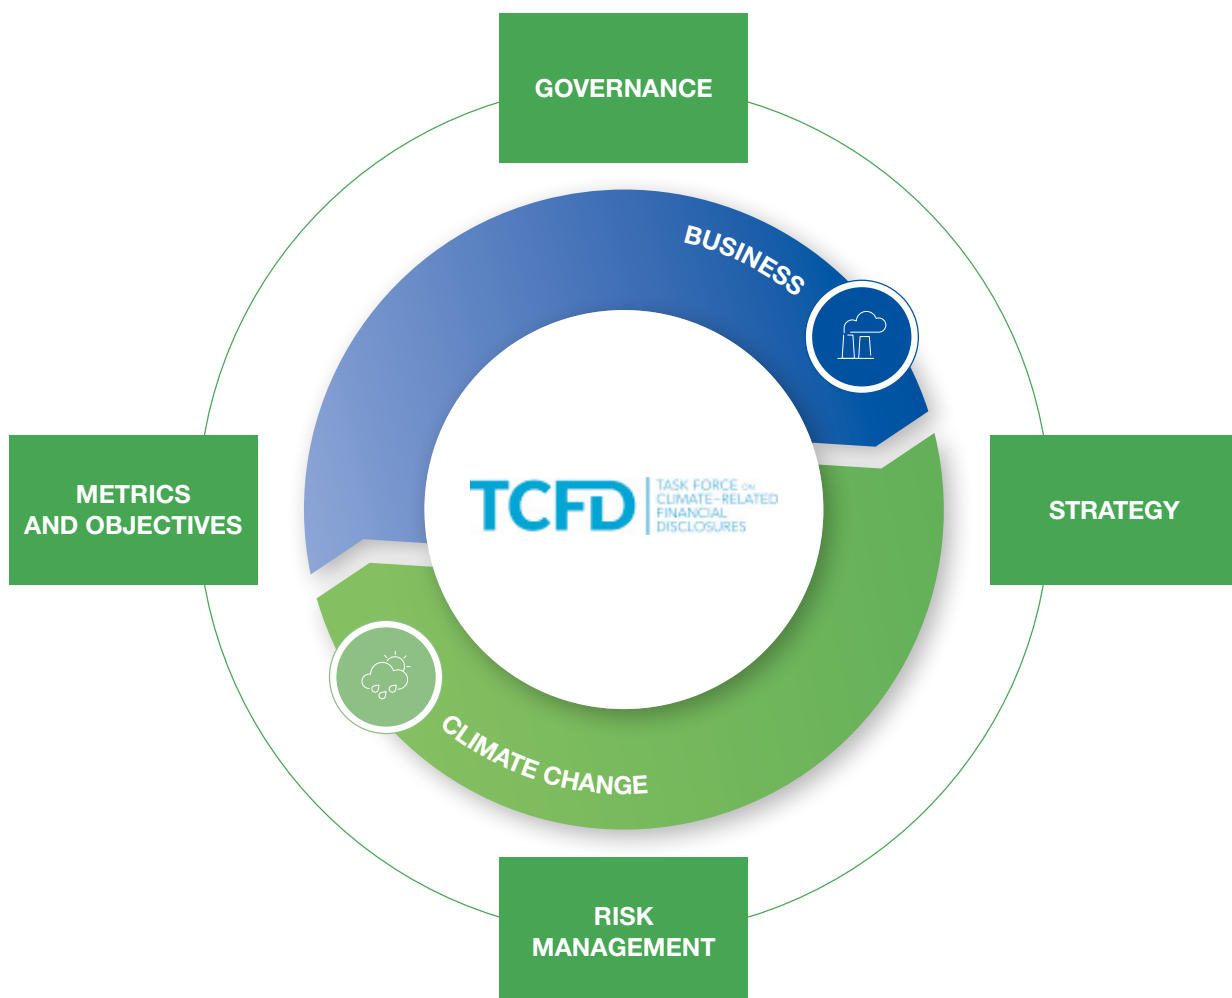 GOVERNANCE
BUSINESS
METRICS
AND OBJECTIVES
TCFD
TASK FORCE ON
CLIMATE-RELATED
FINANCIAL
DISCLOSURES
STRATEGY
CLIMATE CHANGE
RISK
MANAGEMENT